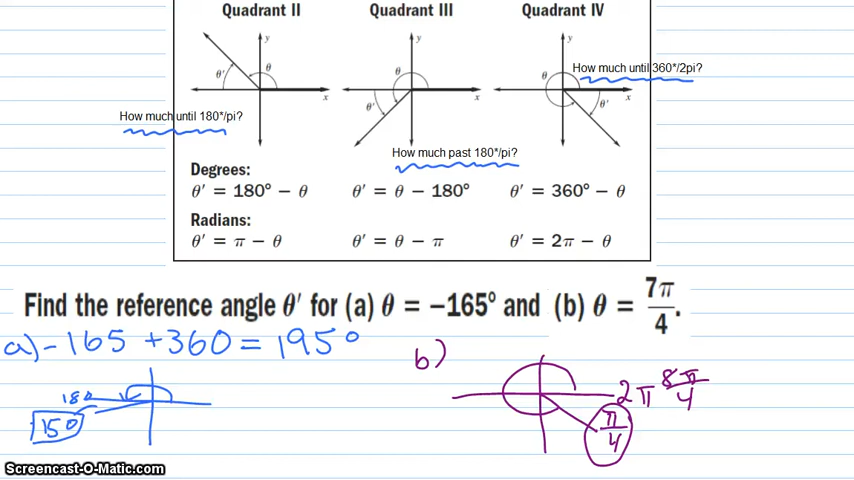 Quadrant II Quadrant III Quadrant IV
y y y
θ' θ θ θ
How much until 360*/2pi?
x x x
θ' θ'
How much until 180*/pi?
How much past 180*/pi?
Degrees:
θ' = 180° − θ θ' = θ − 180° θ' = 360° − θ
Radians:
θ' = π − θ θ' = θ − π θ' = 2π − θ
Find the reference angle θ' for (a) θ = −165° and (b) θ = 7π/4.
a) -165 +360 = 195°
b)
180
15°
2π 8π/4
π/4
Screencast-O-Matic.com